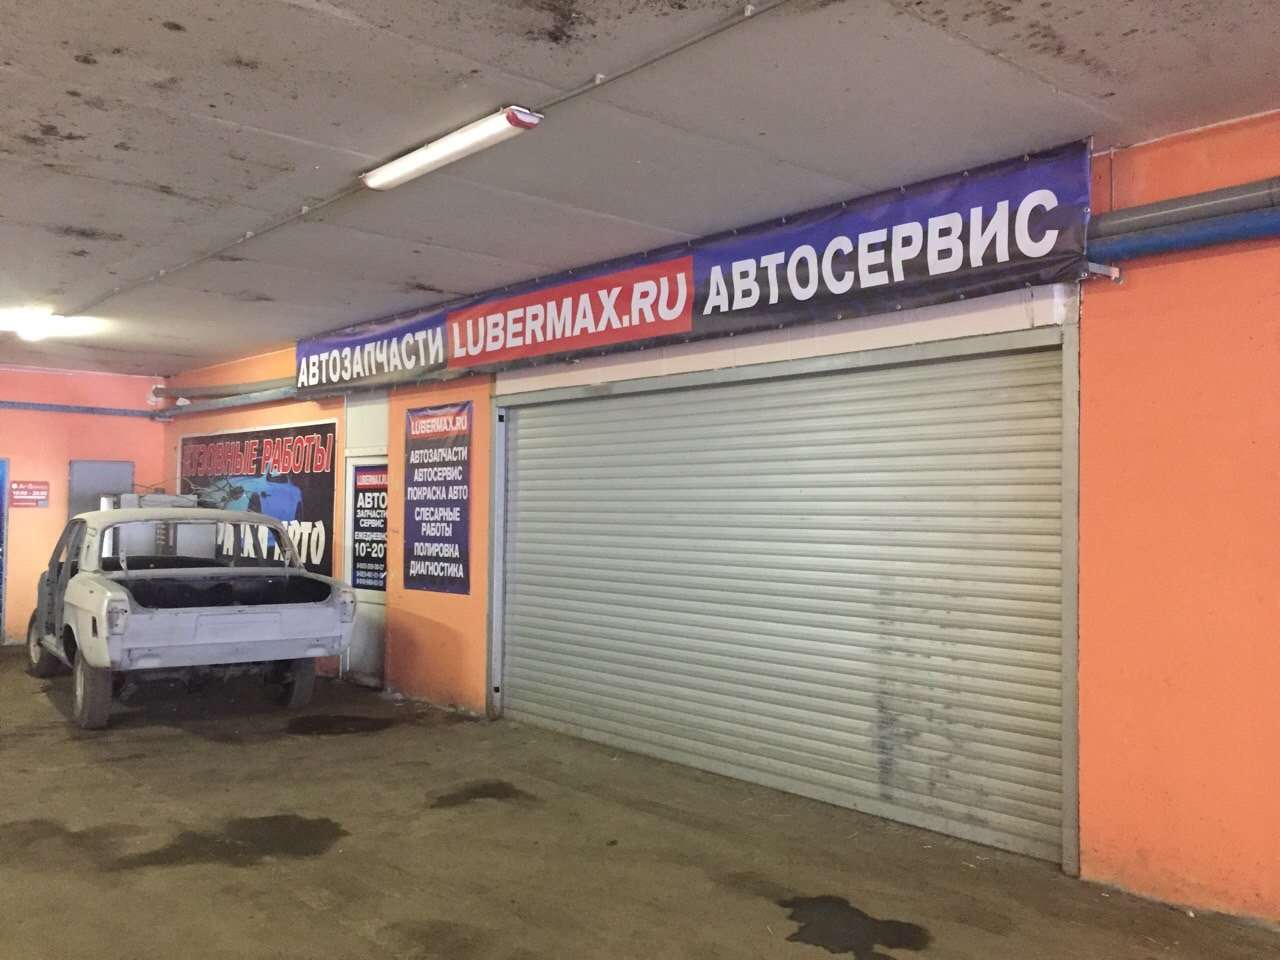 АВТОЗАПЧАСТИ LUBERMAX.RU АВТОСЕРВИС
КУЗОВНЫЕ РАБОТЫ
АВТО
LUBERMAX.RU
АВТО
ЗАПЧАСТИ
СЕРВИС
ЕЖЕДНЕВНО
LUBERMAX.RU
АВТОЗАПЧАСТИ
АВТОСЕРВИС
ПОКРАСКА АВТО
СЛЕСАРНЫЕ
РАБОТЫ
ПОЛИРОВКА
ДИАГНОСТИКА